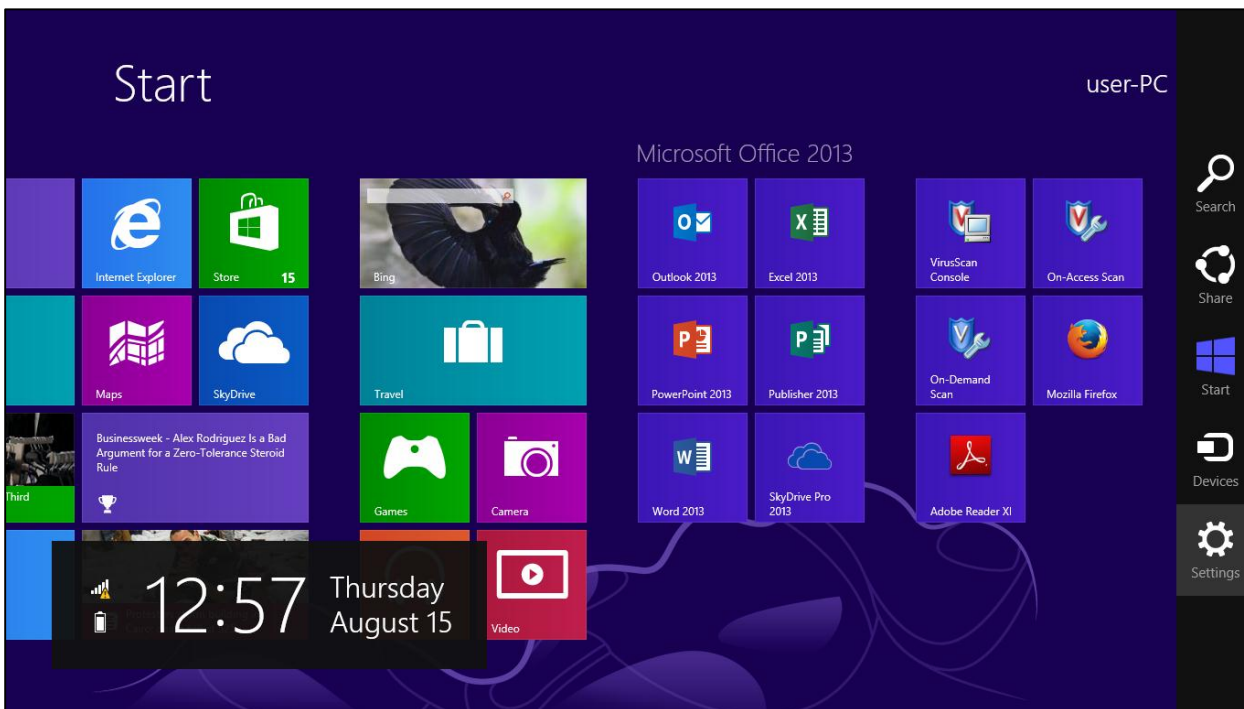 Start
user-PC
Microsoft Office 2013
Internet Explorer
Store 15
Bing
Outlook 2013
Excel 2013
VirusScan
Console
On-Access Scan
Maps
SkyDrive
Travel
PowerPoint 2013
Publisher 2013
On-Demand
Scan
Mozilla Firefox
Third
Businessweek - Alex Rodriguez Is a Bad
Argument for a Zero-Tolerance Steroid
Rule
Games
Camera
Word 2013
SkyDrive Pro
2013
Adobe Reader XI
12:57
Thursday
August 15
Video
Search
Share
Start
Devices
Settings